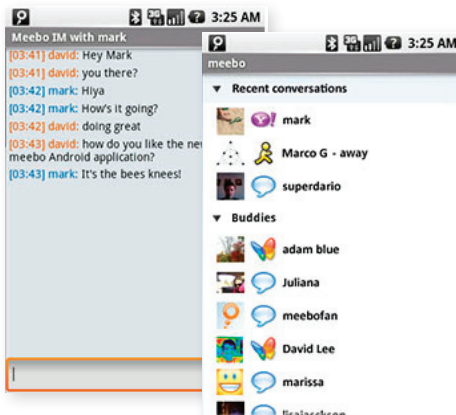 3G
3:25 AM
Meebo IM with mark
[03:41] david: Hey Mark
[03:41] david: you there?
[03:42] mark: Hiya
[03:42] mark: How's it going?
[03:42] david: doing great
[03:43] david: how do you like the
meebo Android application?
[03:43] mark: It's the bees knees!
3G
3:25 AM
meebo
Recent conversations
mark
Marco G - away
superdario
Buddies
adam blue
Juliana
meebofan
David Lee
marissa